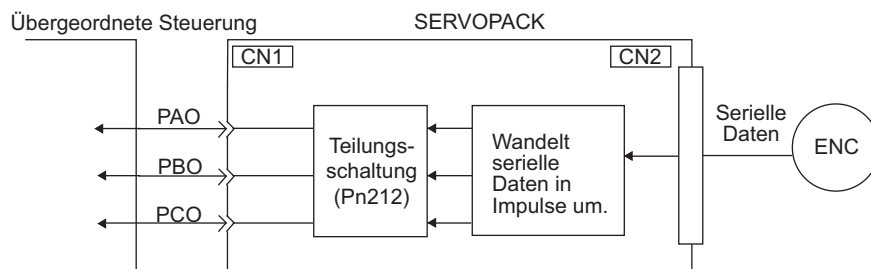 Übergeordnete Steuerung
SERVOPACK
CN1
CN2
PAO
PBO
PCO
Teilungs-
schaltung
(Pn212)
Wandelt
serielle
Daten in
Impulse um.
Serielle
Daten
ENC